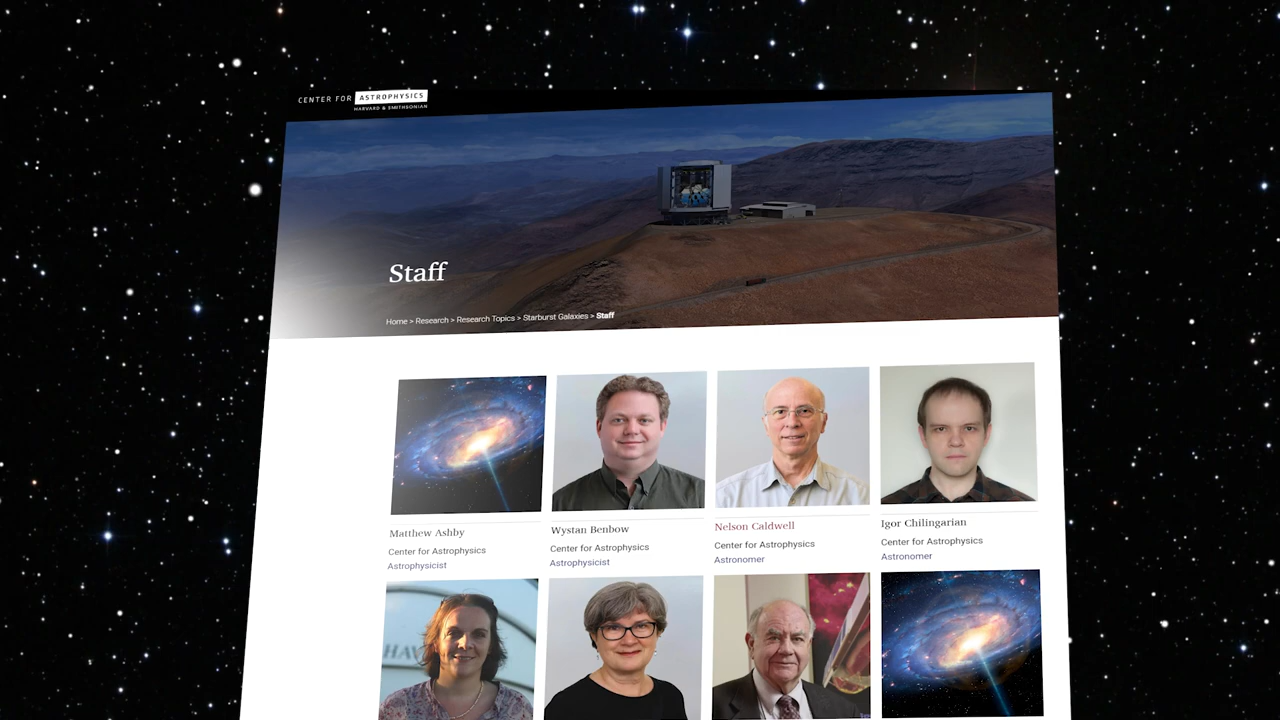 CENTER FOR ASTROPHYSICS
HARVARD & SMITHSONIAN
Staff
Home > Research > Research Topics > Starburst Galaxies > Staff
Matthew Ashby
Center for Astrophysics
Astrophysicist
Wystan Benbow
Center for Astrophysics
Astrophysicist
Nelson Caldwell
Center for Astrophysics
Astronomer
Igor Chilingarian
Center for Astrophysics
Astronomer
HAV